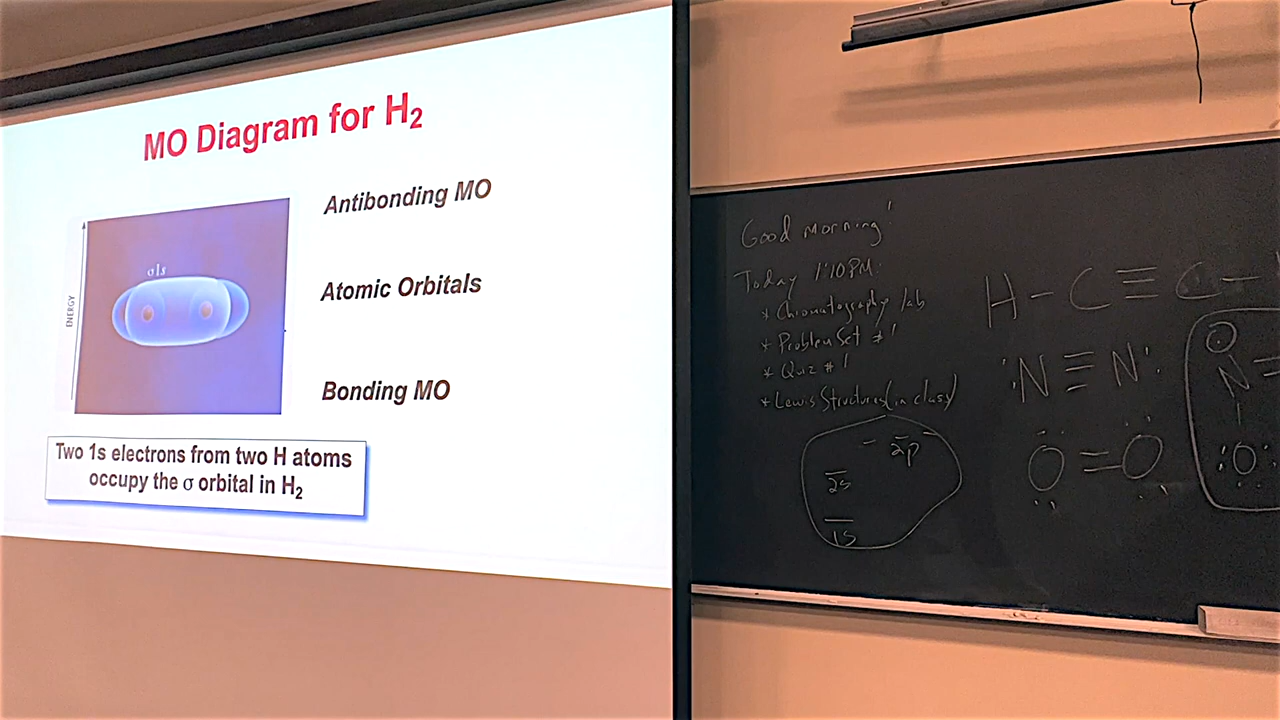 MO Diagram for H₂
Antibonding MO
σ1s
Atomic Orbitals
ENERGY
Bonding MO
Two 1s electrons from two H atoms
occupy the σ orbital in H₂
Good morning!
Today 1:10PM:
* Chromatography lab
* Problem Set #1
* Quiz #1
* Lewis Structures (in class)
2p
2s
1s
H-C≡C-
:N≡N:
O=O
O
N=
:O: